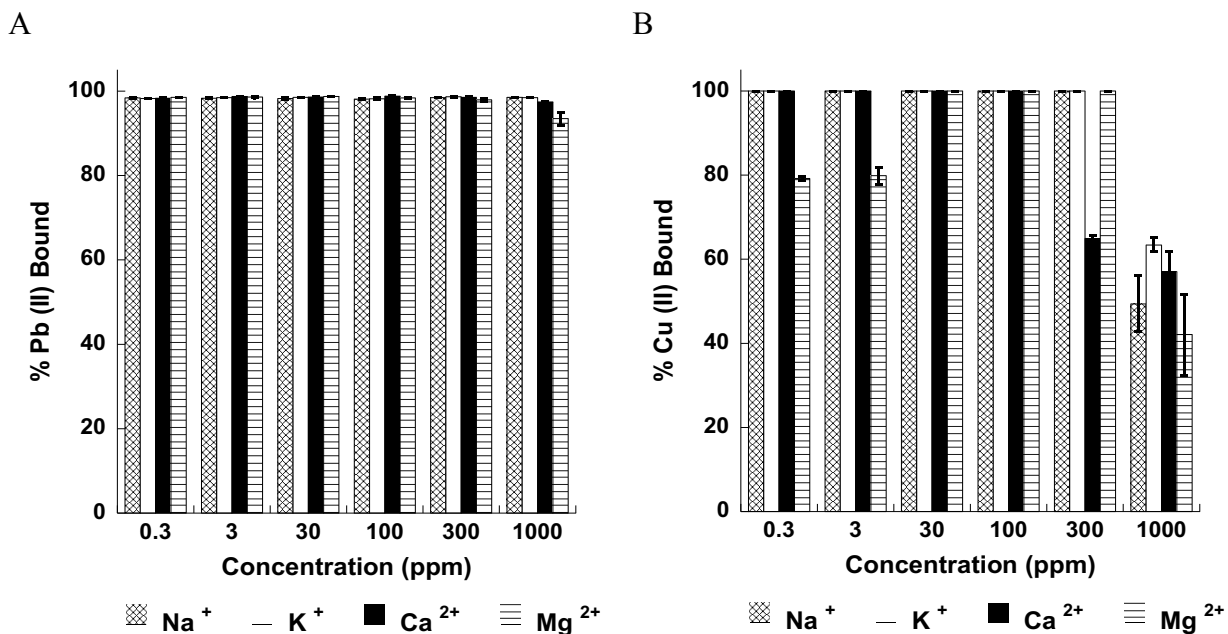 A
% Pb (II) Bound
100
80
60
40
20
0
0.3 3 30 100 300 1000
Concentration (ppm)
Na + K + Ca 2+ Mg 2+
B
% Cu (II) Bound
100
80
60
40
20
0
0.3 3 30 100 300 1000
Concentration (ppm)
Na + K + Ca 2+ Mg 2+